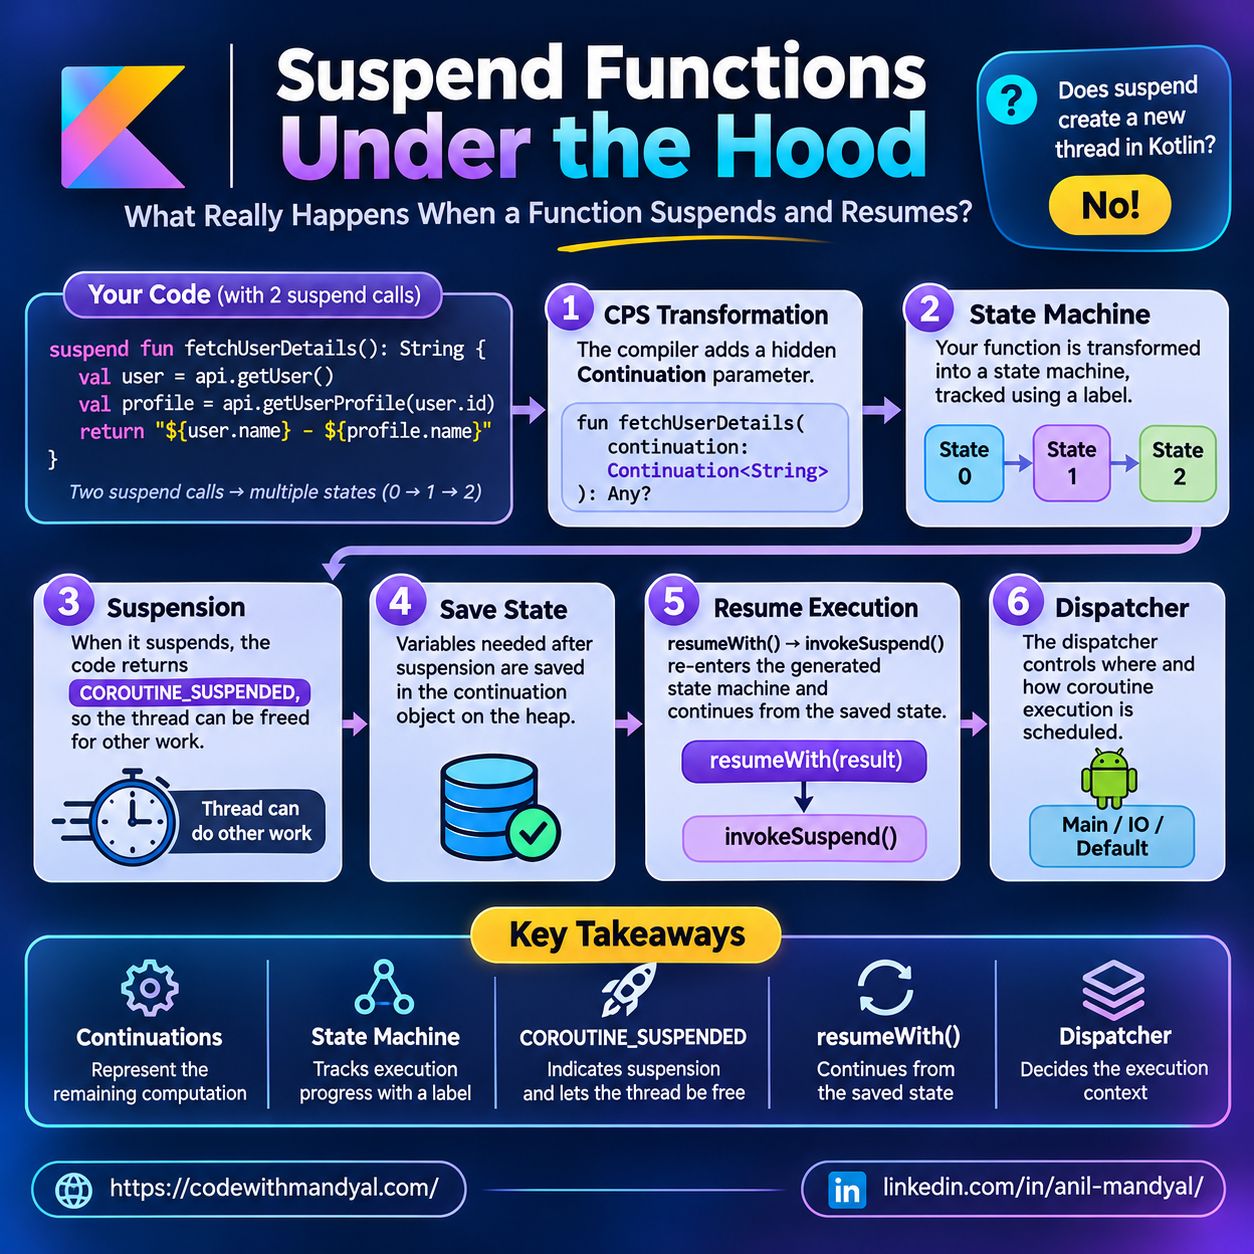 Suspend Functions
Under the Hood
What Really Happens When a Function Suspends and Resumes?
?
Does suspend
create a new
thread in Kotlin?
No!
Your Code (with 2 suspend calls)
suspend fun fetchUserDetails(): String {
val user = api.getUser()
val profile = api.getUserProfile(user.id)
return "${user.name} – ${profile.name}"
}
Two suspend calls → multiple states (0 → 1 → 2)
1 CPS Transformation
The compiler adds a hidden
Continuation parameter.
fun fetchUserDetails(
continuation:
Continuation<String>
): Any?
2 State Machine
Your function is transformed
into a state machine,
tracked using a label.
State
0
State
1
State
2
3 Suspension
When it suspends, the
code returns
COROUTINE_SUSPENDED,
so the thread can be freed
for other work.
Thread can
do other work
4 Save State
Variables needed after
suspension are saved
in the continuation
object on the heap.
5 Resume Execution
resumeWith() → invokeSuspend()
re-enters the generated
state machine and
continues from the saved state.
resumeWith(result)
invokeSuspend()
6 Dispatcher
The dispatcher
controls where and
how coroutine
execution is
scheduled.
Main / IO /
Default
Key Takeaways
Continuations
Represent the
remaining computation
State Machine
Tracks execution
progress with a label
COROUTINE_SUSPENDED
Indicates suspension
and lets the thread be free
resumeWith()
Continues from
the saved state
Dispatcher
Decides the execution
context
https://codewithmandyal.com/
in linkedin.com/in/anil-mandyal/